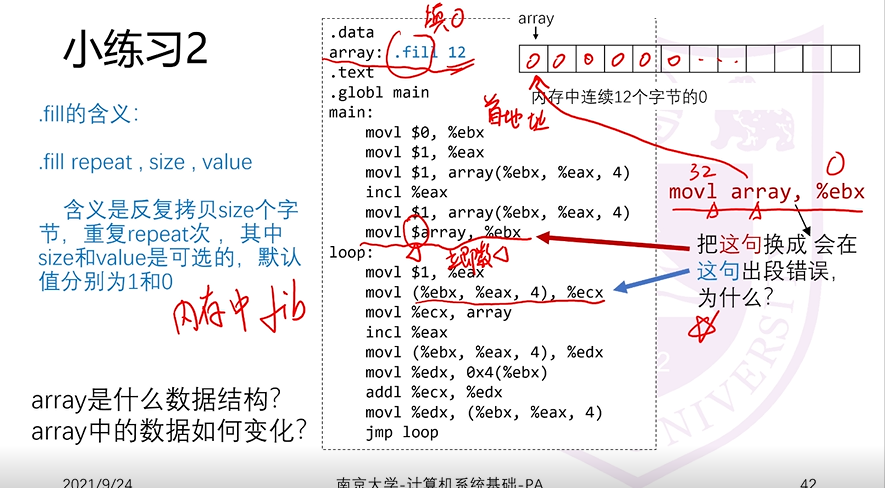 小练习2
.fill的含义：
.fill repeat , size , value
含义是反复拷贝size个字
节，重复repeat次 ，其中
size和value是可选的，默认
值分别为1和0
内存中 fib
array是什么数据结构？
array中的数据如何变化？
填0
.data
array: .fill 12
.text
.globl main
main:
movl $0, %ebx
movl $1, %eax
movl $1, array(%ebx, %eax, 4)
incl %eax
movl $1, array(%ebx, %eax, 4)
movl $array, %ebx
立即数
loop:
movl $1, %eax
movl (%ebx, %eax, 4), %ecx
movl %ecx, array
incl %eax
movl (%ebx, %eax, 4), %edx
movl %edx, 0x4(%ebx)
addl %ecx, %edx
movl %edx, (%ebx, %eax, 4)
jmp loop
array
0 0 0 0 0 0 ...
内存中连续12个字节的0
首地址
32 0
movl array, %ebx
把这句换成 会在
这句出段错误，
为什么？
2021/9/24
南京大学-计算机系统基础-PA
42